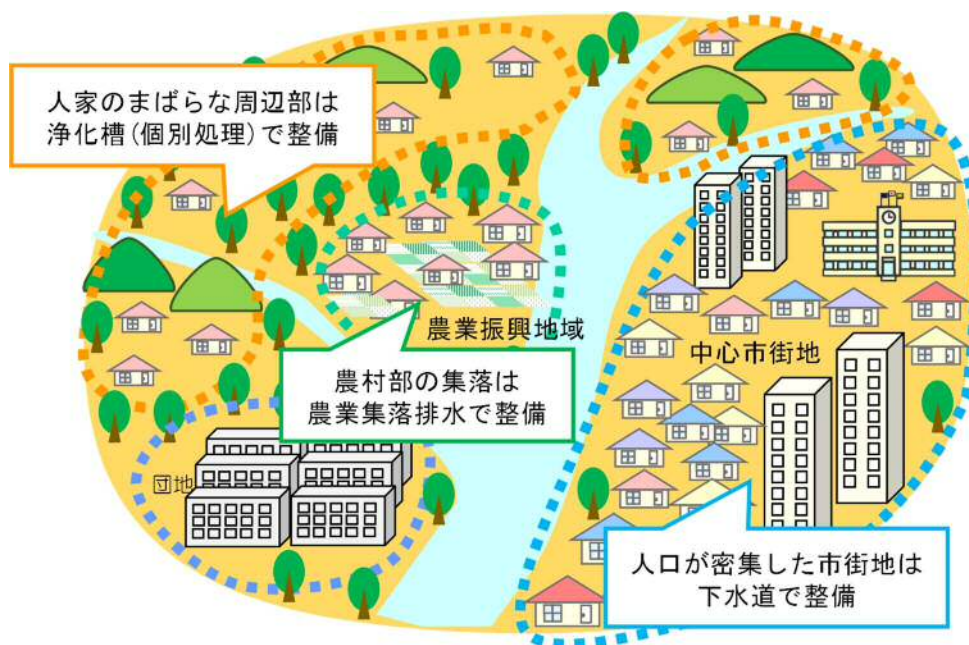 人家のまばらな周辺部は
浄化槽(個別処理)で整備
農業振興地域
農村部の集落は
農業集落排水で整備
団地
中心市街地
人口が密集した市街地は
下水道で整備